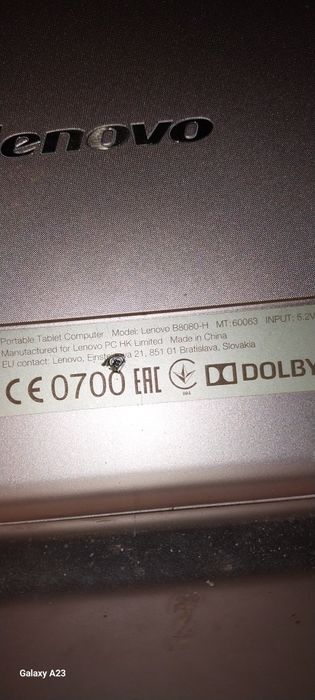 lenovo
Portable Tablet Computer Model: Lenovo B8080-H MT: 60063 INPUT: 5.2V
Manufactured for Lenovo PC HK Limited Made in China
EU contact: Lenovo, Einsteinova 21, 851 01 Bratislava, Slovakia
CE 0700 EAC DOLBY
Galaxy A23